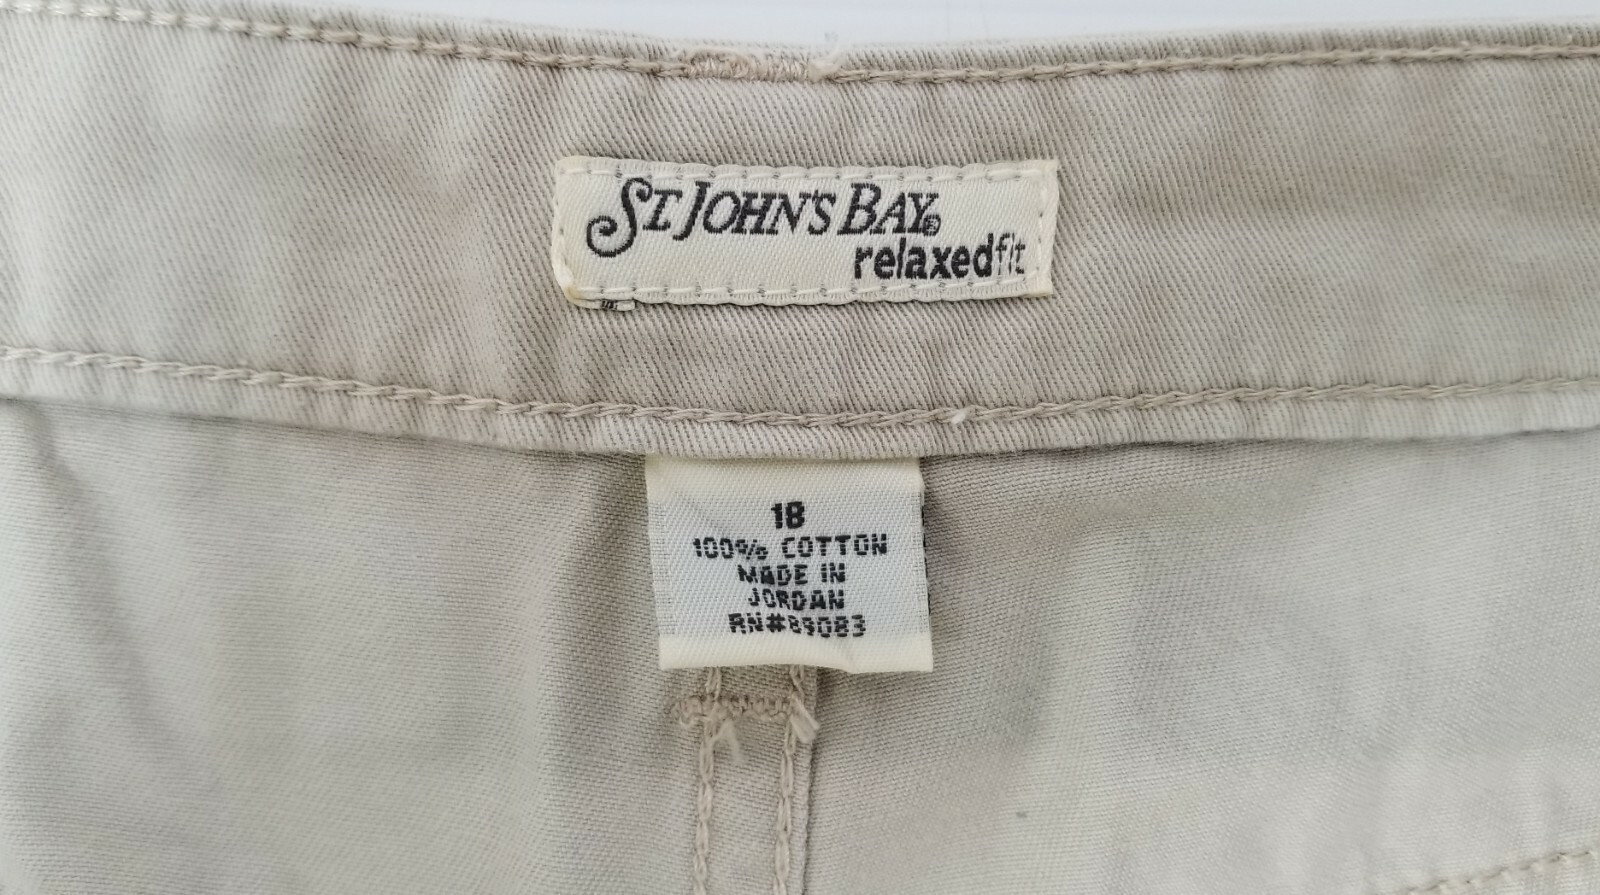 ST. JOHN'S BAY®
relaxedfit
18
100% COTTON
MADE IN
JORDAN
RN#89083